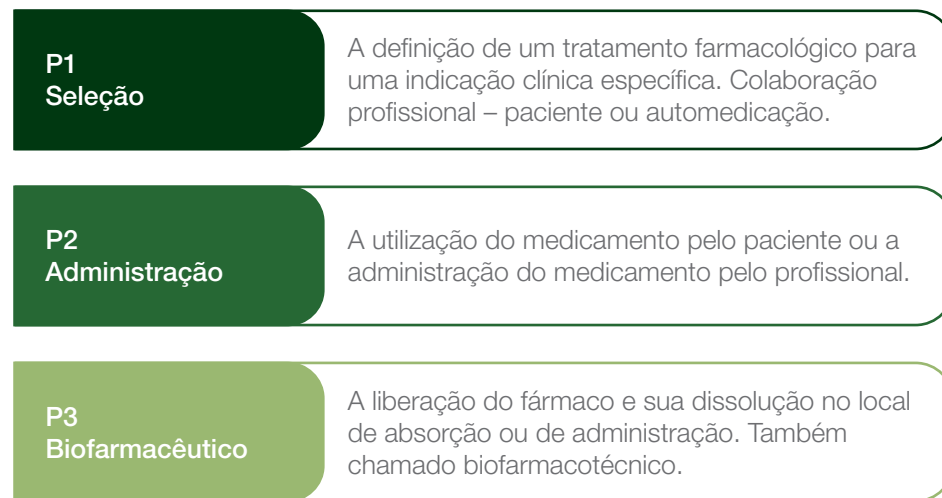 P1
Seleção
A definição de um tratamento farmacológico para
uma indicação clínica específica. Colaboração
profissional – paciente ou automedicação.
P2
Administração
A utilização do medicamento pelo paciente ou a
administração do medicamento pelo profissional.
P3
Biofarmacêutico
A liberação do fármaco e sua dissolução no local
de absorção ou de administração. Também
chamado biofarmacotécnico.